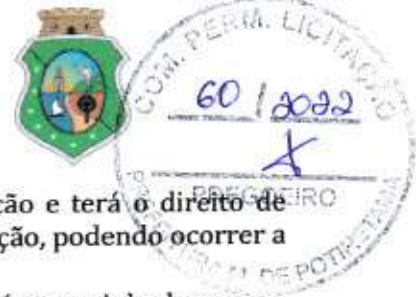 COM. PERM. LICITAÇÃO
60 / 2022
PREGOEIRO
ção e terá o direito de
ção, podendo ocorrer a